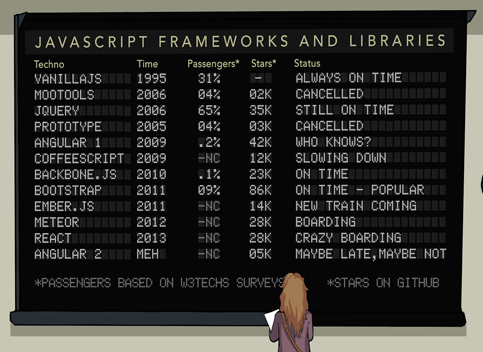 JAVASCRIPT FRAMEWORKS AND LIBRARIES
Techno Time Passengers* Stars* Status
VANILLAJS 1995 31% - ALWAYS ON TIME
MOOTOOLS 2006 04% 02K CANCELLED
JQUERY 2006 65% 35K STILL ON TIME
PROTOTYPE 2005 04% 03K CANCELLED
ANGULAR 1 2009 .2% 42K WHO KNOWS?
COFFEESCRIPT 2009 -NC 12K SLOWING DOWN
BACKBONE.JS 2010 .1% 23K ON TIME
BOOTSTRAP 2011 09% 86K ON TIME - POPULAR
EMBER.JS 2011 -NC 14K NEW TRAIN COMING
METEOR 2012 -NC 28K BOARDING
REACT 2013 -NC 28K CRAZY BOARDING
ANGULAR 2 MEH -NC 05K MAYBE LATE,MAYBE NOT
*PASSENGERS BASED ON W3TECHS SURVEYS *STARS ON GITHUB